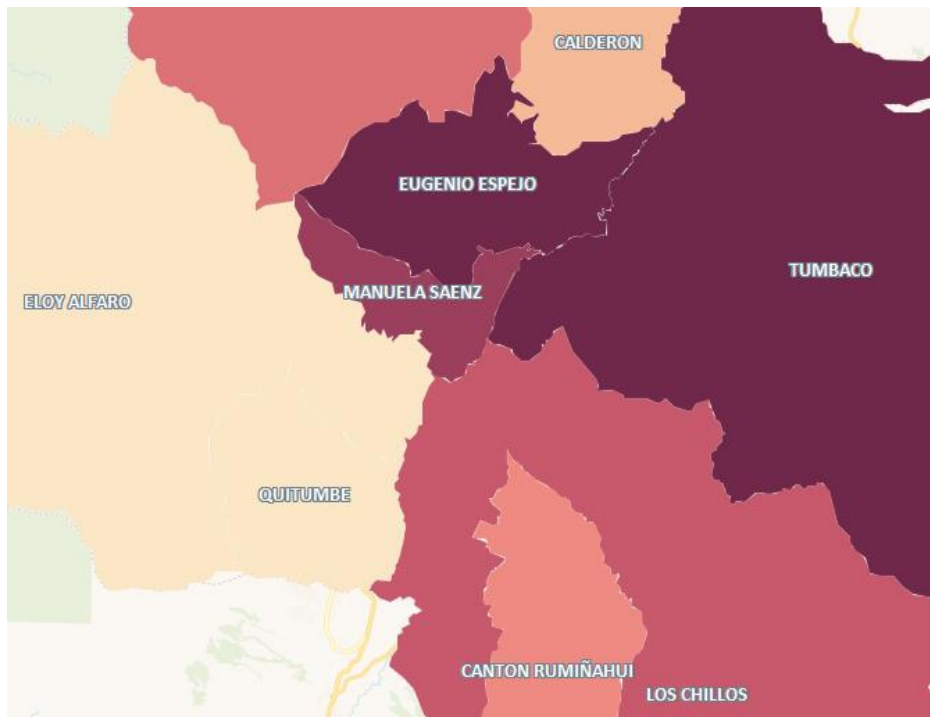 CALDERON
EUGENIO ESPEJO
TUMBACO
MANUELA SAENZ
ELOY ALFARO
QUITUMBE
CANTON RUMIÑAHUI
LOS CHILLOS